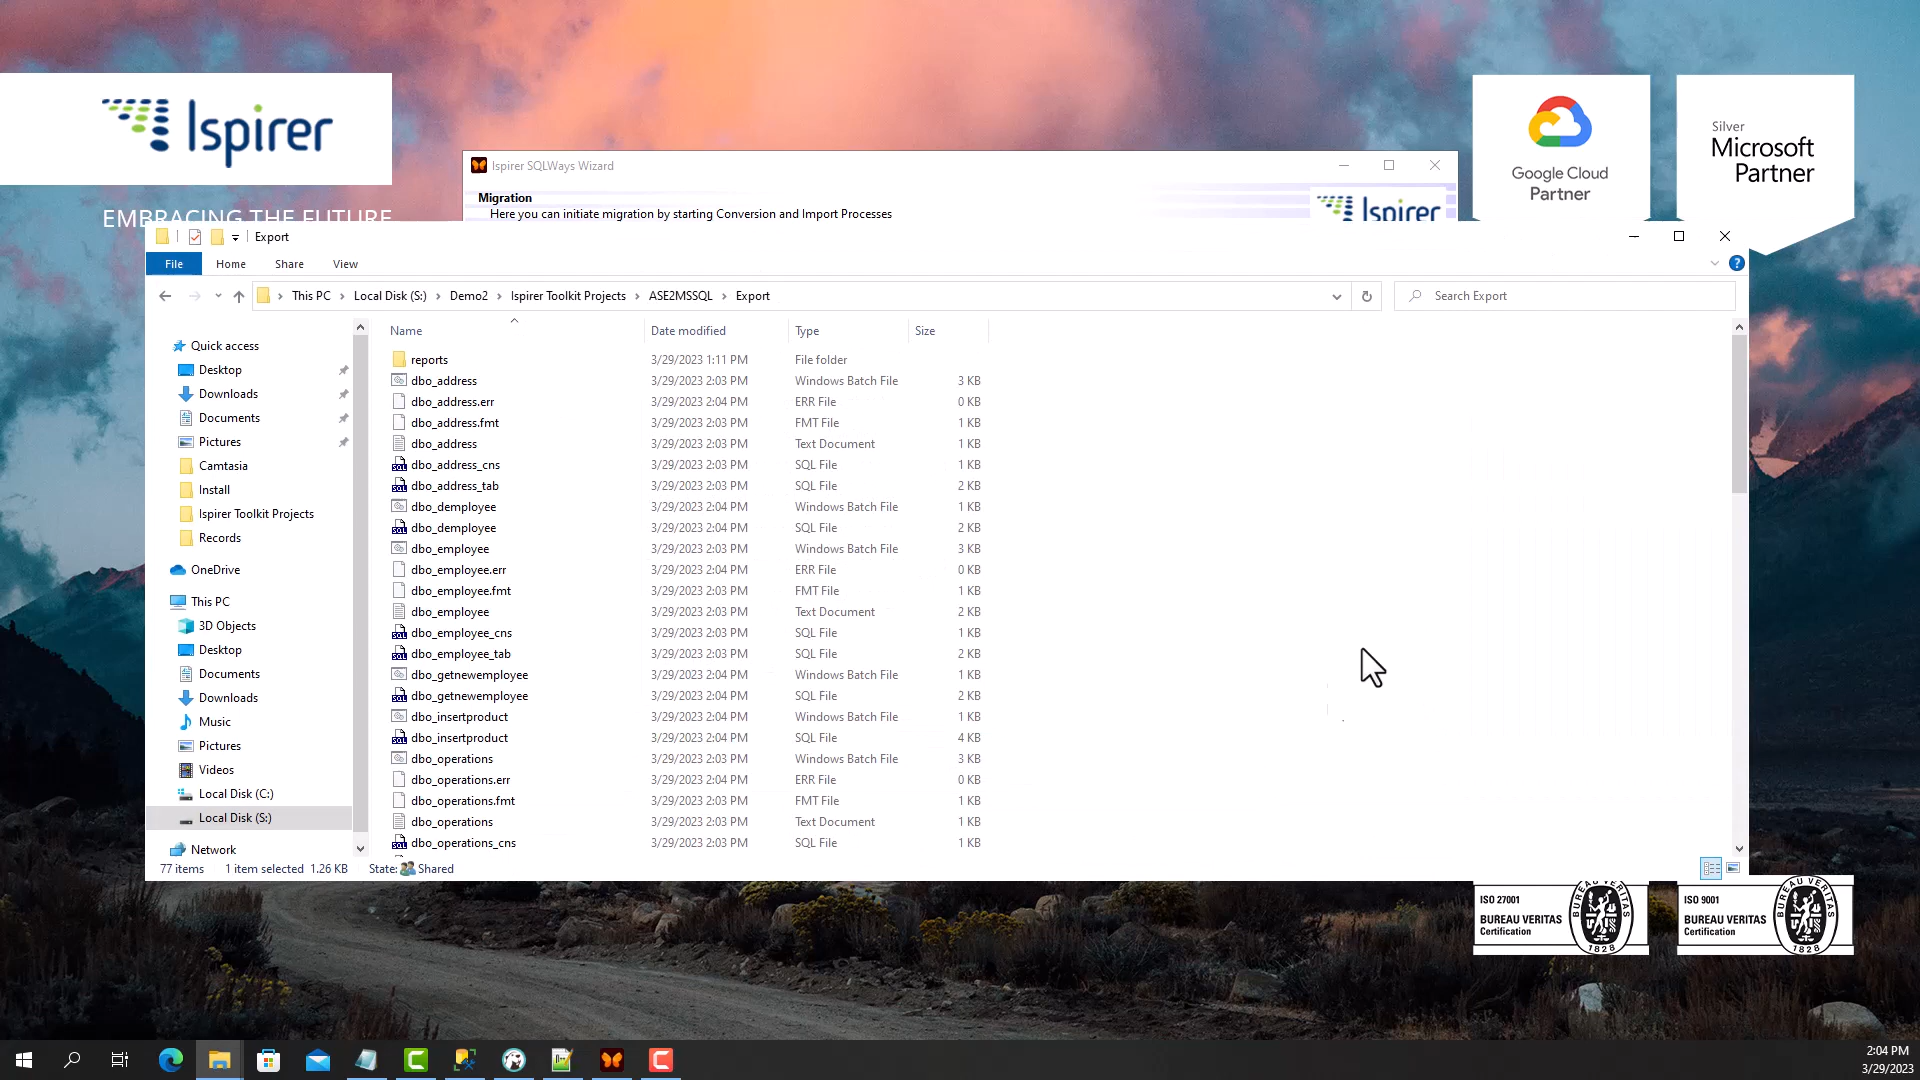 Ispirer
EMBRACING THE FUTURE
Google Cloud
Partner
Silver
Microsoft
Partner
Ispirer SQLWays Wizard
Migration
Here you can initiate migration by starting Conversion and Import Processes
Ispirer
Export
File Home Share View
This PC Local Disk (S:) Demo2 Ispirer Toolkit Projects ASE2MSSQL Export
Search Export
Quick access
Desktop
Downloads
Documents
Pictures
Camtasia
Install
Ispirer Toolkit Projects
Records
OneDrive
This PC
3D Objects
Desktop
Documents
Downloads
Music
Pictures
Videos
Local Disk (C:)
Local Disk (S:)
Network
Name Date modified Type Size
reports 3/29/2023 1:11 PM File folder
dbo_address 3/29/2023 2:03 PM Windows Batch File 3 KB
dbo_address.err 3/29/2023 2:04 PM ERR File 0 KB
dbo_address.fmt 3/29/2023 2:03 PM FMT File 1 KB
dbo_address 3/29/2023 2:03 PM Text Document 1 KB
dbo_address_cns 3/29/2023 2:03 PM SQL File 1 KB
dbo_address_tab 3/29/2023 2:03 PM SQL File 2 KB
dbo_demployee 3/29/2023 2:04 PM Windows Batch File 1 KB
dbo_demployee 3/29/2023 2:04 PM SQL File 2 KB
dbo_employee 3/29/2023 2:03 PM Windows Batch File 3 KB
dbo_employee.err 3/29/2023 2:04 PM ERR File 0 KB
dbo_employee.fmt 3/29/2023 2:03 PM FMT File 1 KB
dbo_employee 3/29/2023 2:03 PM Text Document 2 KB
dbo_employee_cns 3/29/2023 2:03 PM SQL File 1 KB
dbo_employee_tab 3/29/2023 2:03 PM SQL File 2 KB
dbo_getnewemployee 3/29/2023 2:04 PM Windows Batch File 1 KB
dbo_getnewemployee 3/29/2023 2:04 PM SQL File 2 KB
dbo_insertproduct 3/29/2023 2:04 PM Windows Batch File 1 KB
dbo_insertproduct 3/29/2023 2:04 PM SQL File 4 KB
dbo_operations 3/29/2023 2:03 PM Windows Batch File 3 KB
dbo_operations.err 3/29/2023 2:04 PM ERR File 0 KB
dbo_operations.fmt 3/29/2023 2:03 PM FMT File 1 KB
dbo_operations 3/29/2023 2:03 PM Text Document 1 KB
dbo_operations_cns 3/29/2023 2:03 PM SQL File 1 KB
77 items 1 item selected 1.26 KB State: Shared
ISO 27001
BUREAU VERITAS
Certification
BUREAU VERITAS
1828
ISO 9001
BUREAU VERITAS
Certification
BUREAU VERITAS
1828
2:04 PM
3/29/2023